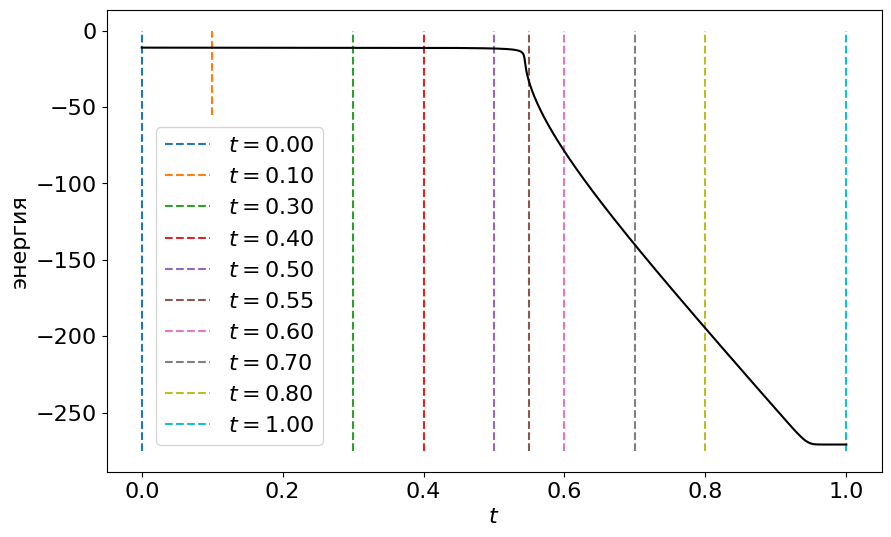 0
−50
−100
−150
−200
−250
энергия
t = 0.00
t = 0.10
t = 0.30
t = 0.40
t = 0.50
t = 0.55
t = 0.60
t = 0.70
t = 0.80
t = 1.00
0.0 0.2 0.4 0.6 0.8 1.0
t